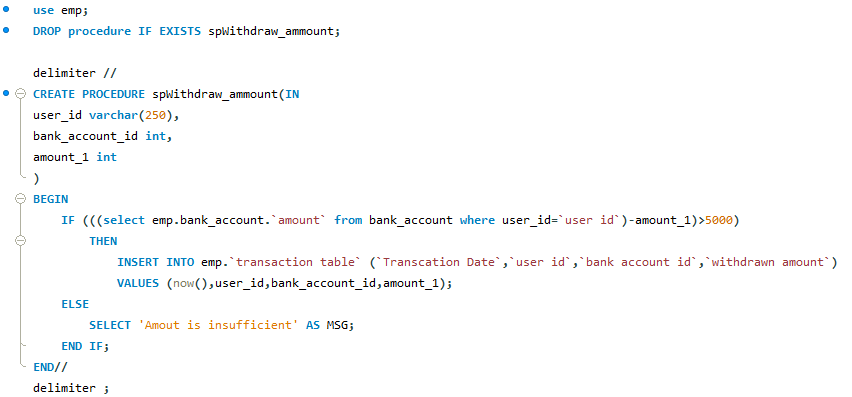 use emp;
DROP procedure IF EXISTS spWithdraw_ammount;
delimiter //
CREATE PROCEDURE spWithdraw_ammount(IN
user_id varchar(250),
bank_account_id int,
amount_1 int
)
BEGIN
IF (((select emp.bank_account.`amount` from bank_account where user_id=`user id`)-amount_1)>5000)
THEN
INSERT INTO emp.`transaction table` (`Transcation Date`,`user id`,`bank account id`,`withdrawn amount`)
VALUES (now(),user_id,bank_account_id,amount_1);
ELSE
SELECT 'Amout is insufficient' AS MSG;
END IF;
END//
delimiter ;